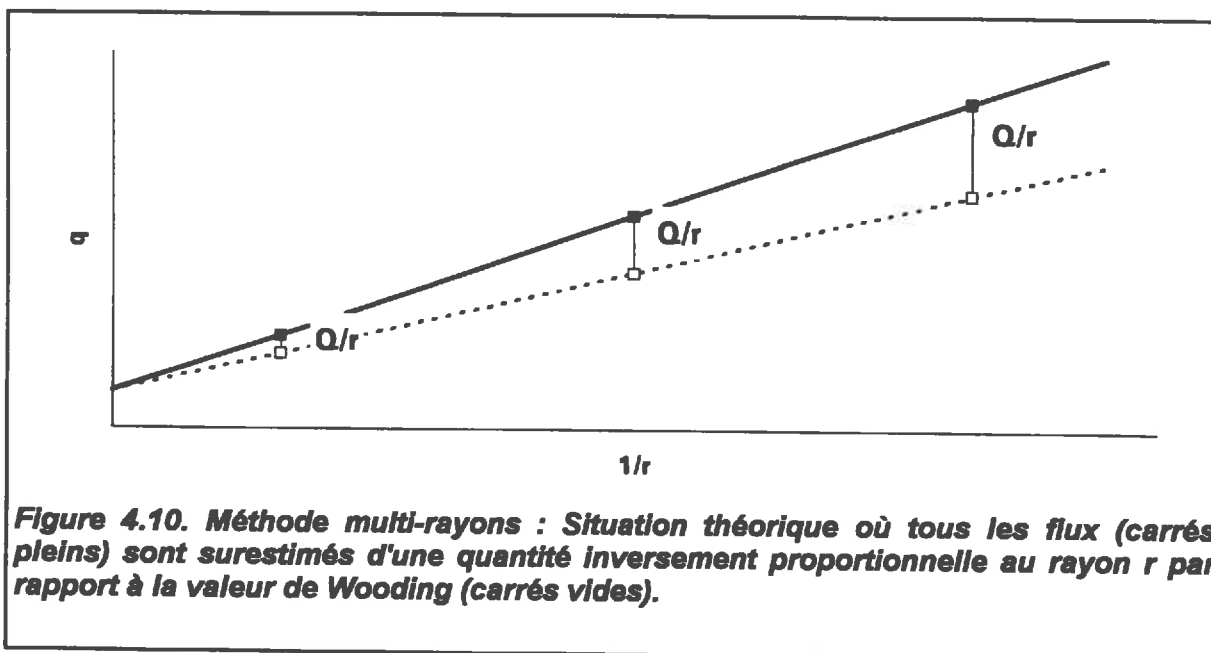 Q/r
Q/r
Q/r
q
1/r
Figure 4.10. Méthode multi-rayons : Situation théorique où tous les flux (carrés
pleins) sont surestimés d'une quantité inversement proportionnelle au rayon r par
rapport à la valeur de Wooding (carrés vides).